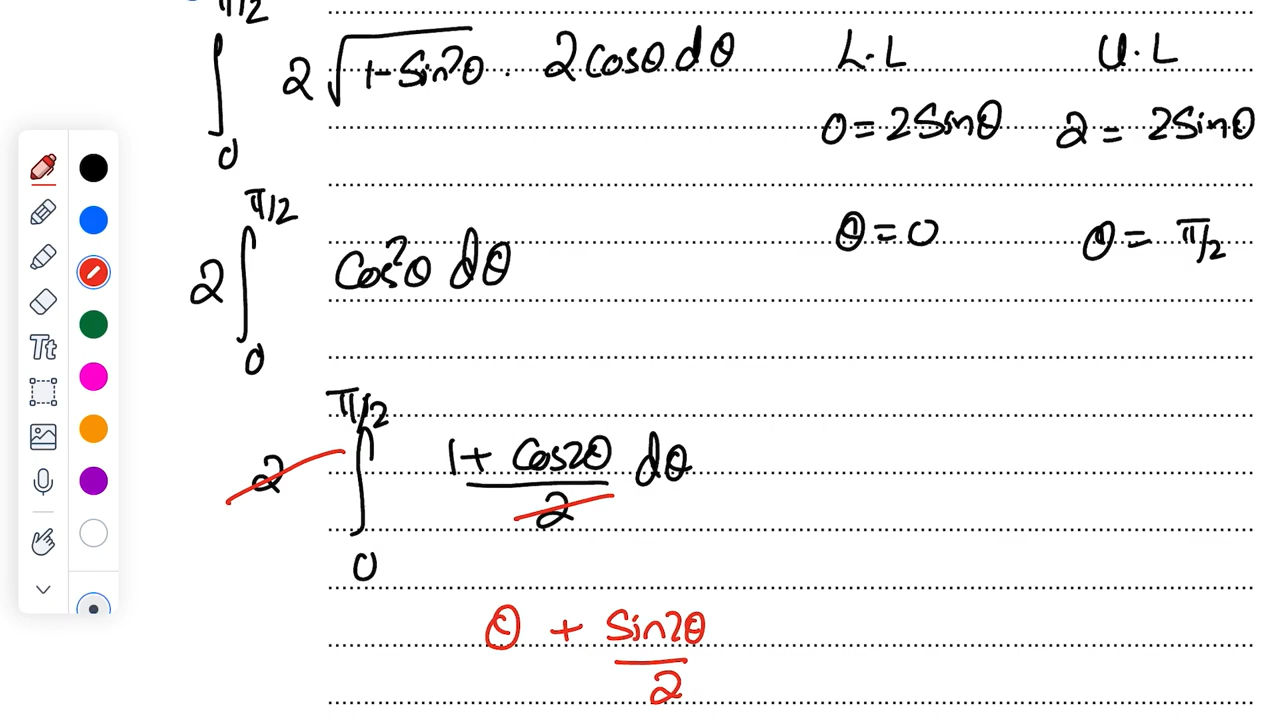 ∫₀^{π/2} 2√(1-Sin²θ) · 2Cosθ dθ
L.L U.L
0 = 2Sinθ 2 = 2Sinθ
θ = 0 θ = π/2
2 ∫₀^{π/2} Cos²θ dθ
2 ∫₀^{π/2} (1 + Cos2θ)/2 dθ
θ + Sin2θ/2
Tt